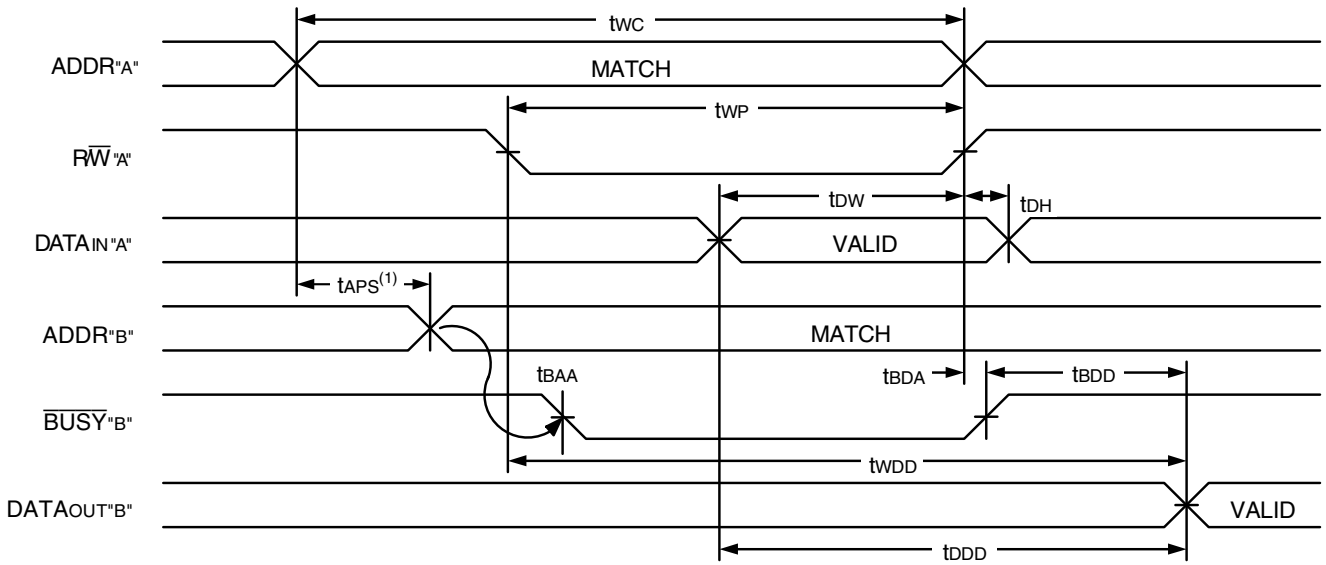 tWC
ADDR"A"
MATCH
tWP
R/W"A"
tDW
tDH
DATAIN"A"
VALID
tAPS(1)
ADDR"B"
MATCH
tBAA
tBDA
tBDD
BUSY"B"
tWDD
DATAOUT"B"
VALID
tDDD